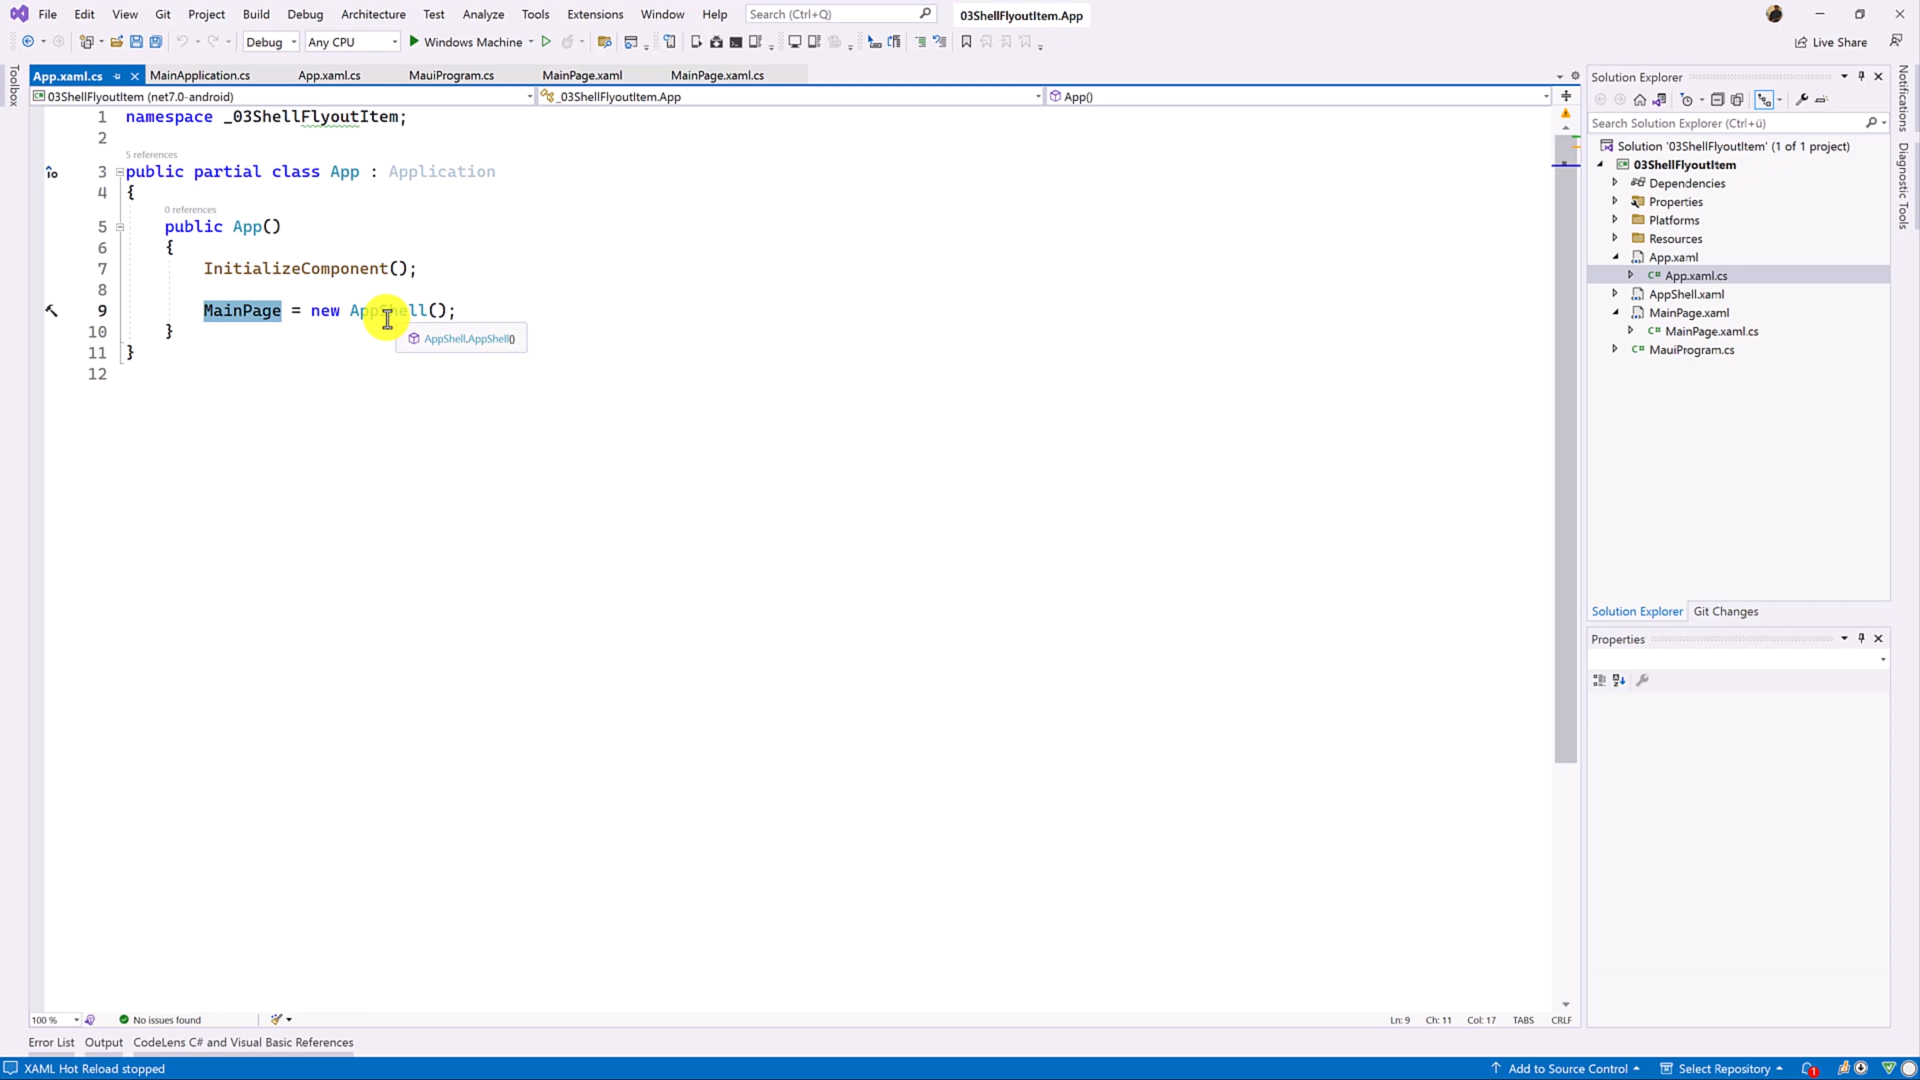 File Edit View Git Project Build Debug Architecture Test Analyze Tools Extensions Window Help Search (Ctrl+Q) 03ShellFlyoutItem.App
Debug Any CPU Windows Machine Live Share
App.xaml.cs MainApplication.cs App.xaml.cs MauiProgram.cs MainPage.xaml MainPage.xaml.cs
03ShellFlyoutItem (net7.0-android) _03ShellFlyoutItem.App App()
Toolbox
1 namespace _03ShellFlyoutItem;
2
5 references
3 public partial class App : Application
4 {
0 references
5 public App()
6 {
7 InitializeComponent();
8
9 MainPage = new AppShell();
10 }
AppShell.AppShell()
11 }
12
100 % No issues found Ln: 9 Ch: 11 Col: 17 TABS CRLF
Error List Output CodeLens C# and Visual Basic References
Solution Explorer
Search Solution Explorer (Ctrl+ü)
Solution '03ShellFlyoutItem' (1 of 1 project)
03ShellFlyoutItem
Dependencies
Properties
Platforms
Resources
App.xaml
C# App.xaml.cs
AppShell.xaml
MainPage.xaml
C# MainPage.xaml.cs
C# MauiProgram.cs
Solution Explorer Git Changes
Properties
Notifications
Diagnostic Tools
XAML Hot Reload stopped Add to Source Control Select Repository 1